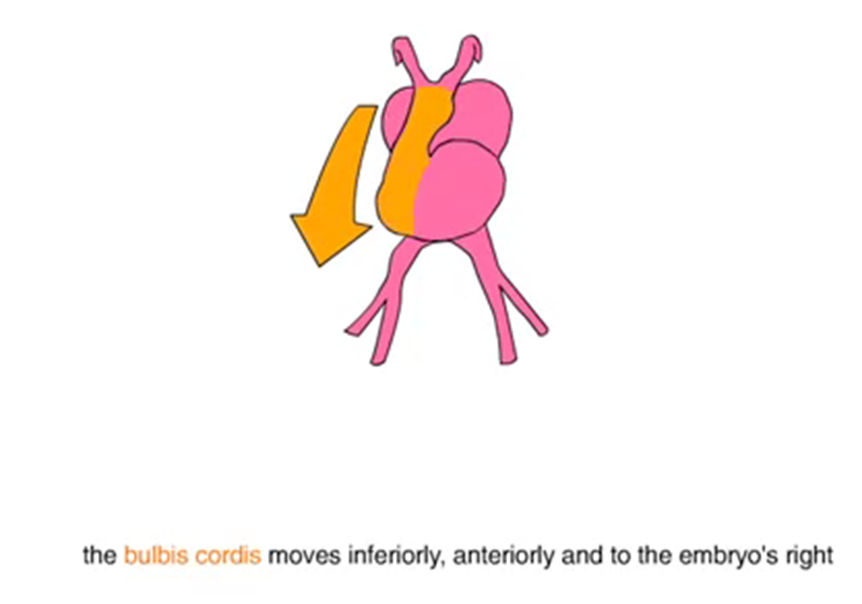 the bulbis cordis moves inferiorly, anteriorly and to the embryo's right